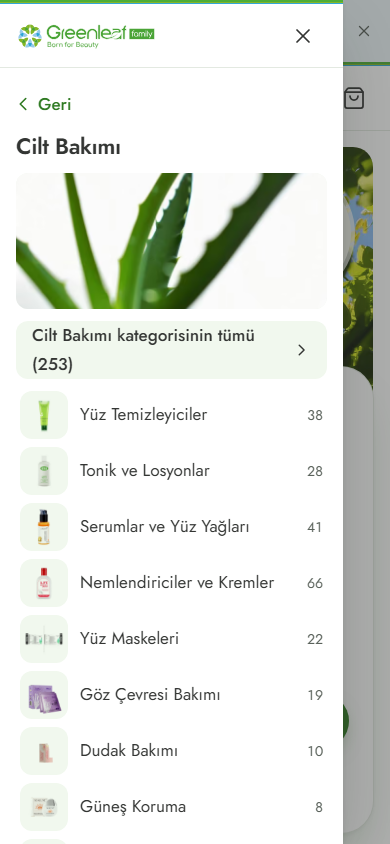 Greenleaf family
Born for Beauty
Geri
Cilt Bakımı
Cilt Bakımı kategorisinin tümü
(253)
Yüz Temizleyiciler 38
Tonik ve Losyonlar 28
Serumlar ve Yüz Yağları 41
Nemlendiriciler ve Kremler 66
Yüz Maskeleri 22
Göz Çevresi Bakımı 19
Dudak Bakımı 10
Güneş Koruma 8